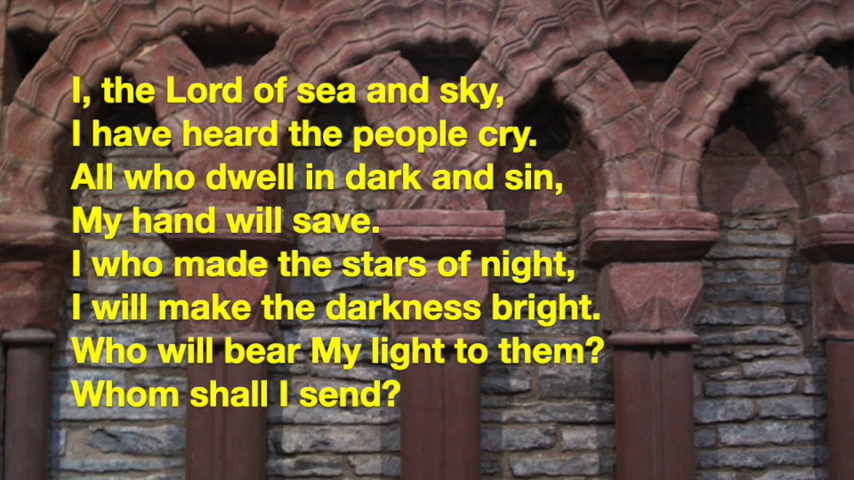 I, the Lord of sea and sky,
I have heard the people cry.
All who dwell in dark and sin,
My hand will save.
I who made the stars of night,
I will make the darkness bright.
Who will bear My light to them?
Whom shall I send?